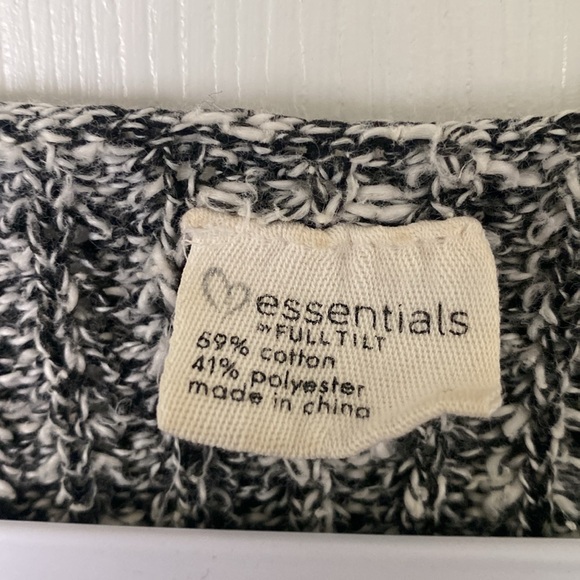 essentials
BY FULL TILT
59% cotton
41% polyester
made in china